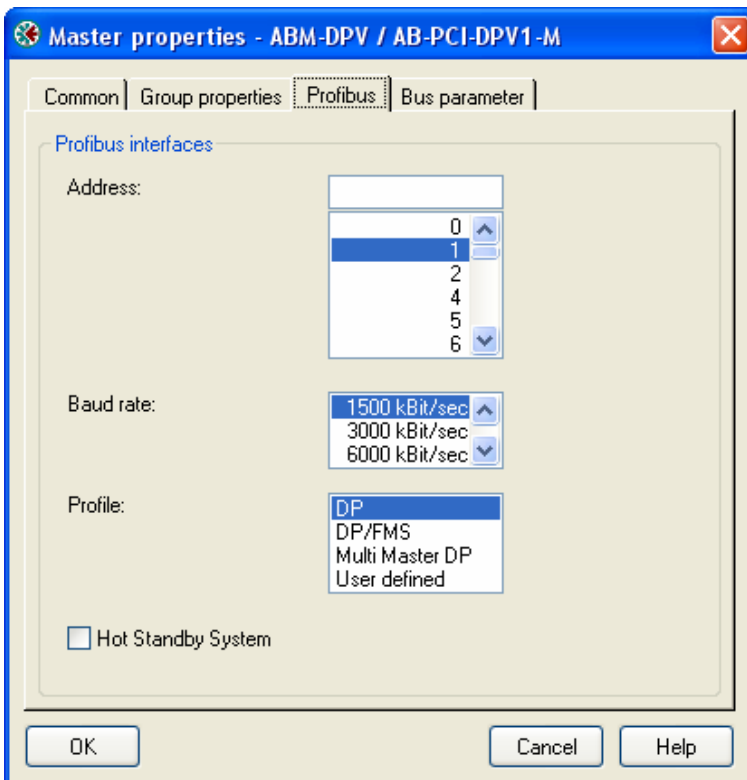 Master properties - ABM-DPV / AB-PCI-DPV1-M
Common Group properties Profibus Bus parameter
Profibus interfaces
Address:
0
1
2
4
5
6
Baud rate:
1500 kBit/sec
3000 kBit/sec
6000 kBit/sec
Profile:
DP
DP/FMS
Multi Master DP
User defined
Hot Standby System
OK Cancel Help